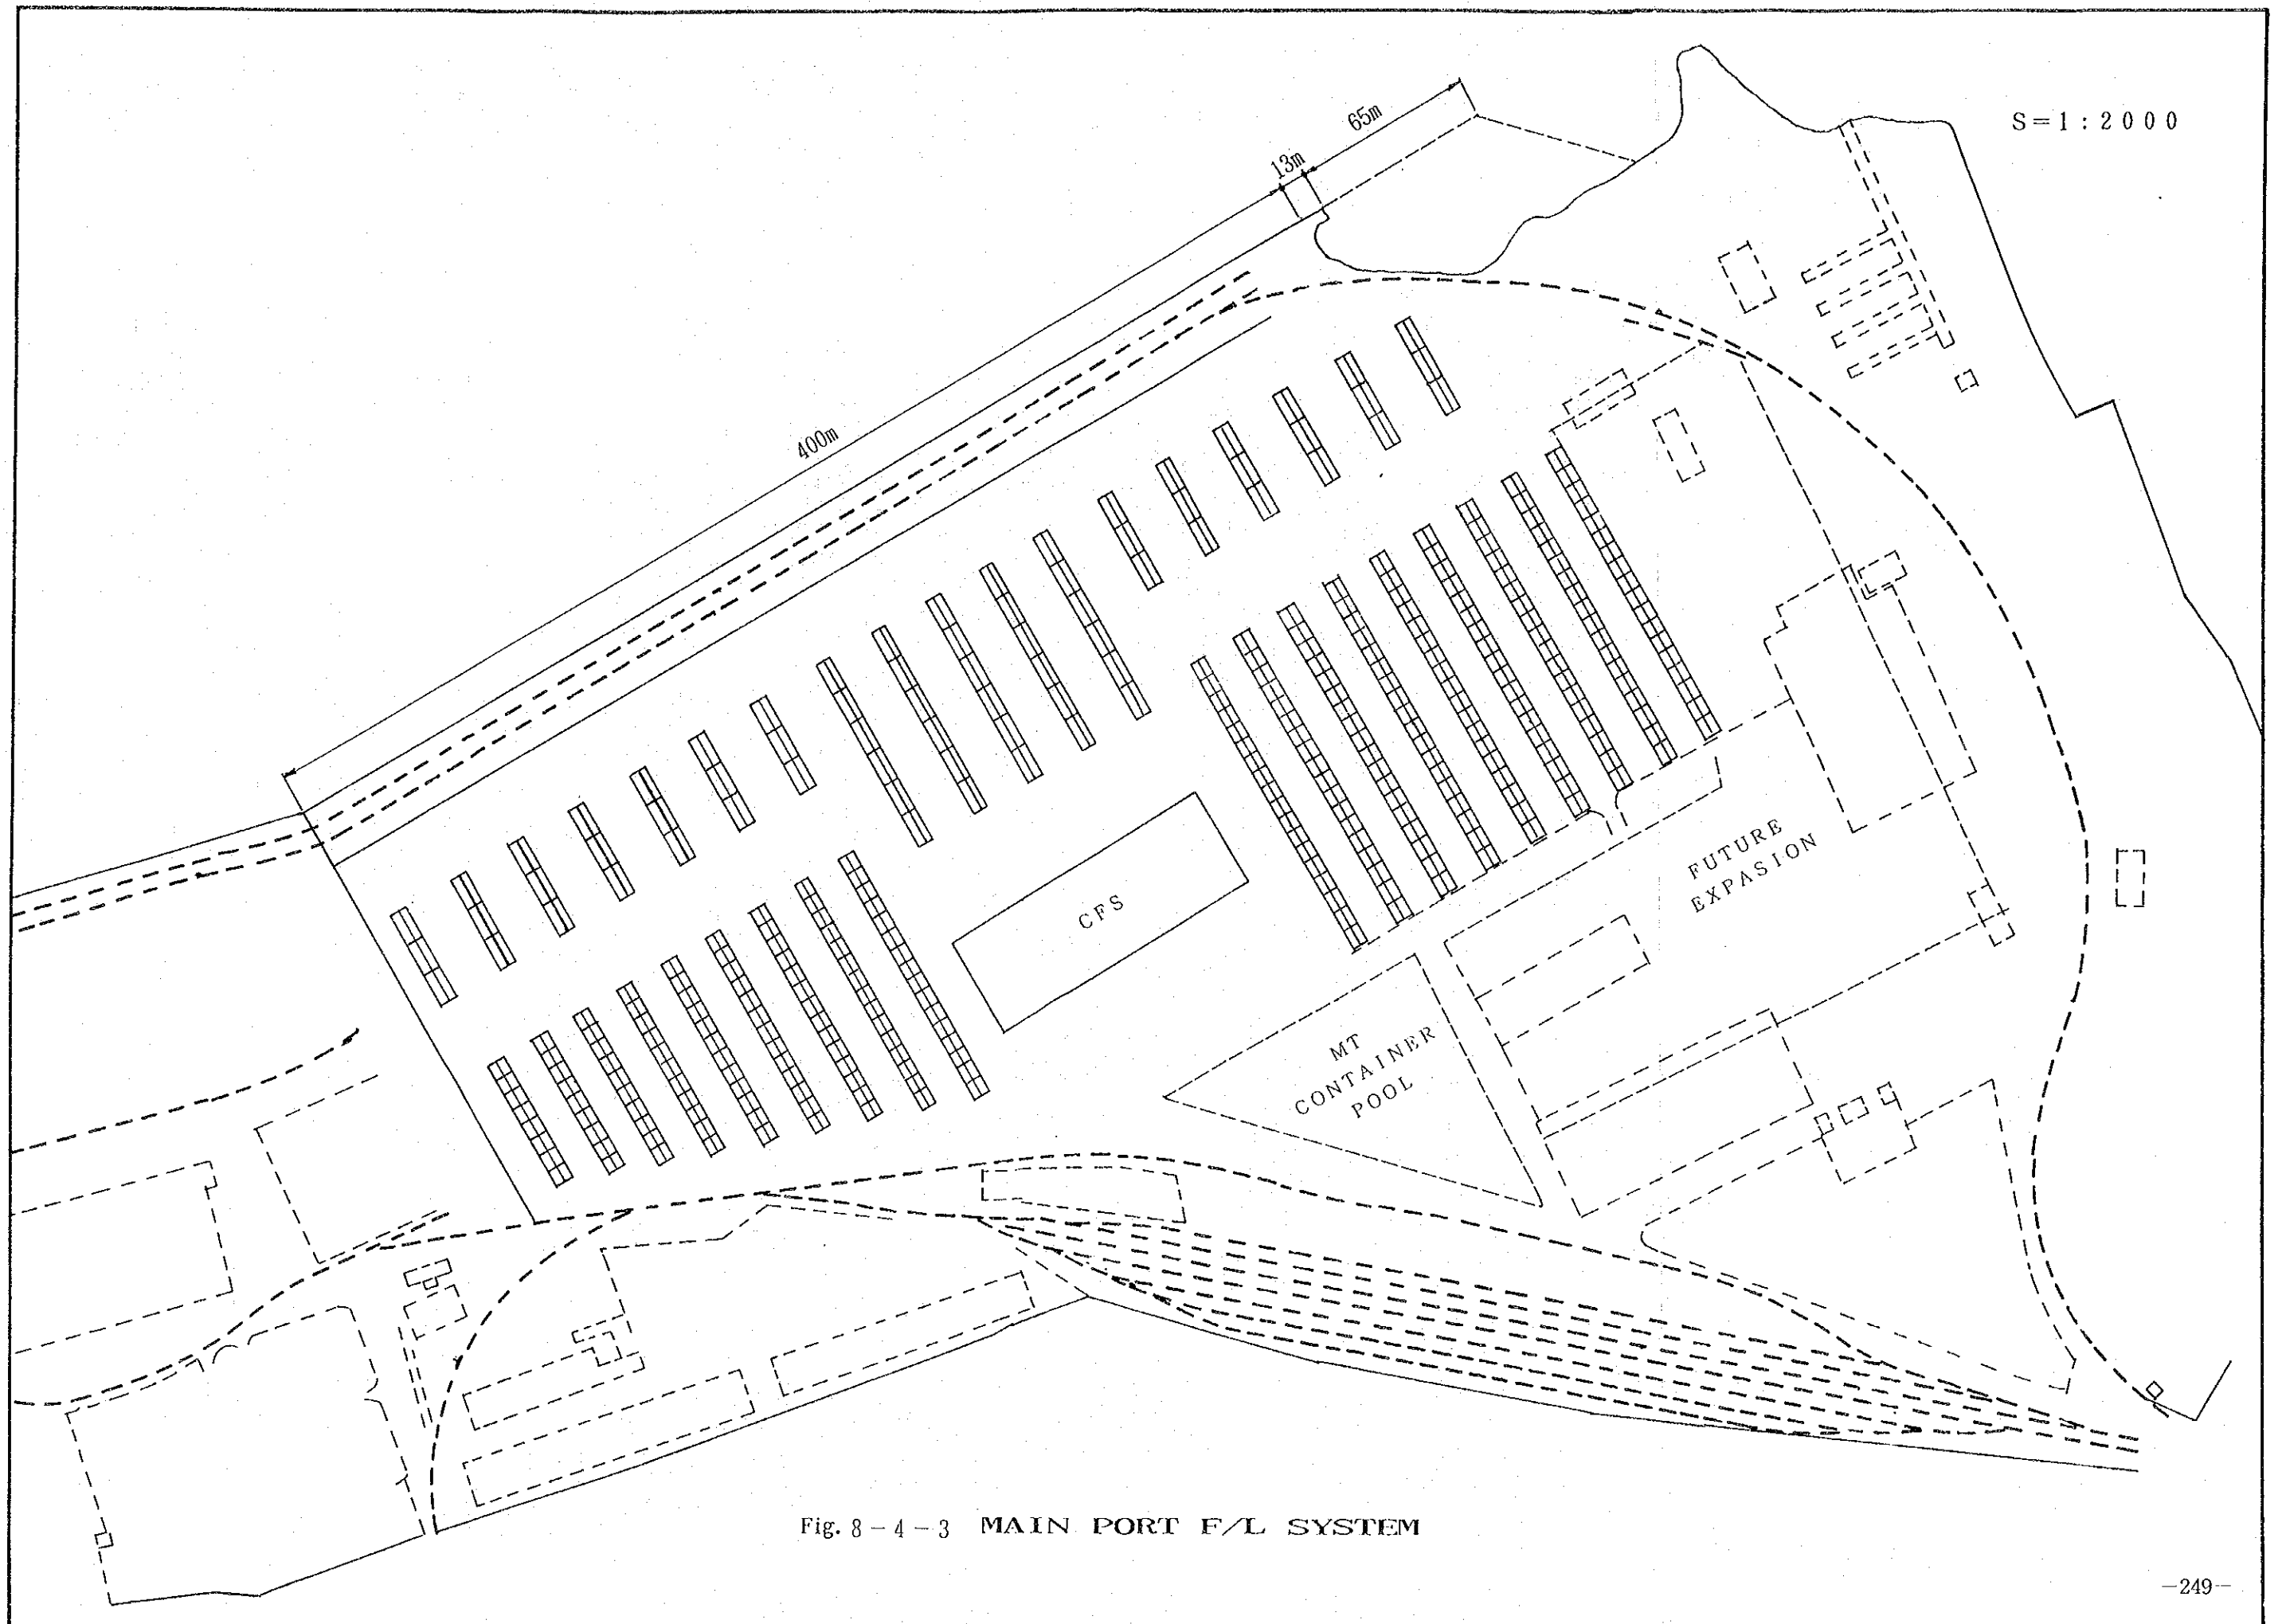 S=1:2000
65m
13m
400m
CFS
FUTURE
EXPASION
MT
CONTAINER
POOL
Fig. 8-4-3 MAIN PORT F/L SYSTEM
-249-